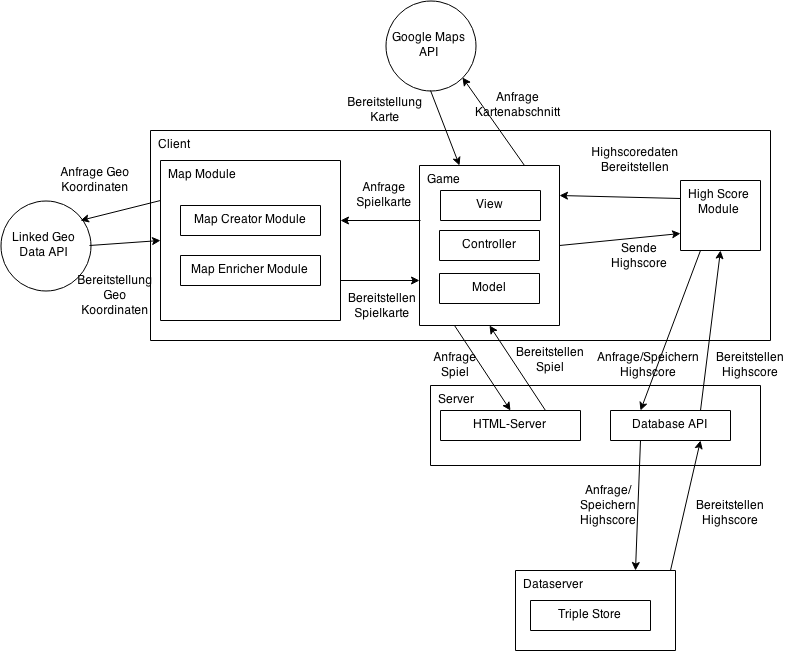 Google Maps
API
Bereitstellung
Karte
Anfrage
Kartenabschnitt
Client
Map Module
Map Creator Module
Map Enricher Module
Anfrage Geo
Koordinaten
Linked Geo
Data API
Bereitstellung
Geo
Koordinaten
Anfrage
Spielkarte
Bereitstellen
Spielkarte
Game
View
Controller
Model
Highscoredaten
Bereitstellen
Sende
Highscore
High Score
Module
Anfrage
Spiel
Bereitstellen
Spiel
Anfrage/Speichern
Highscore
Bereitstellen
Highscore
Server
HTML-Server
Database API
Anfrage/
Speichern
Highscore
Bereitstellen
Highscore
Dataserver
Triple Store